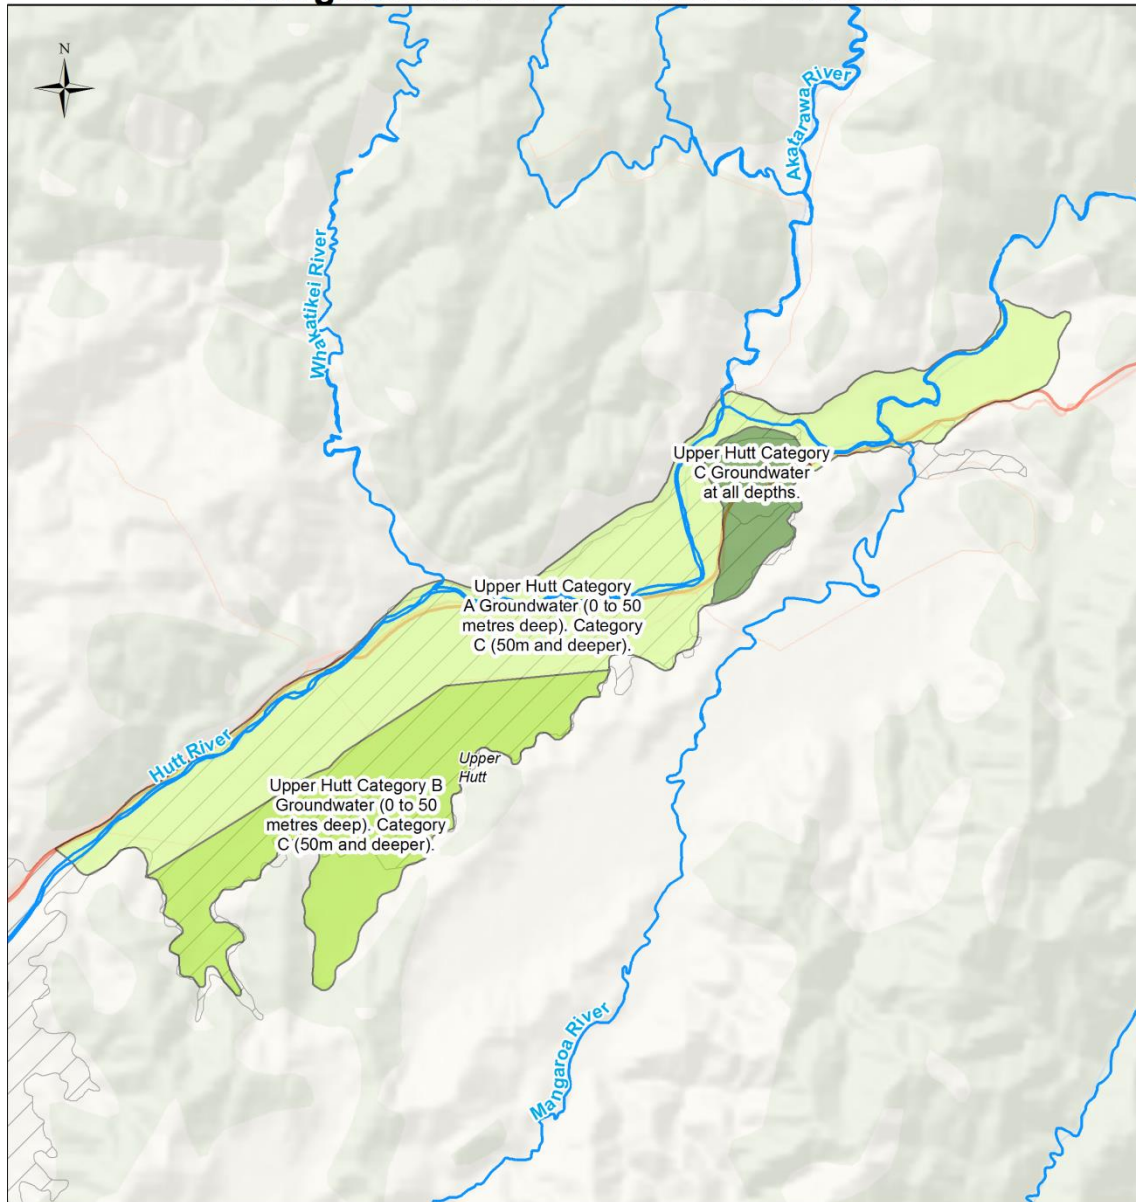 N
Akatarawa River
Whakatikei River
Upper Hutt Category
C Groundwater
at all depths.
Upper Hutt Category
A Groundwater (0 to 50
metres deep). Category
C (50m and deeper).
Hutt River
Upper
Hutt
Upper Hutt Category B
Groundwater (0 to 50
metres deep). Category
C (50m and deeper).
Mangaroa River